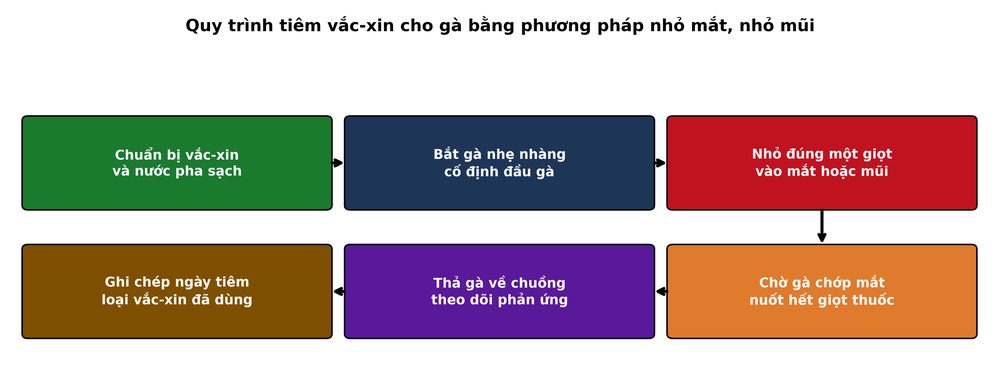 Quy trình tiêm vắc-xin cho gà bằng phương pháp nhỏ mắt, nhỏ mũi
Chuẩn bị vắc-xin
và nước pha sạch
Bắt gà nhẹ nhàng
cố định đầu gà
Nhỏ đúng một giọt
vào mắt hoặc mũi
Chờ gà chớp mắt
nuốt hết giọt thuốc
Thả gà về chuồng
theo dõi phản ứng
Ghi chép ngày tiêm
loại vắc-xin đã dùng